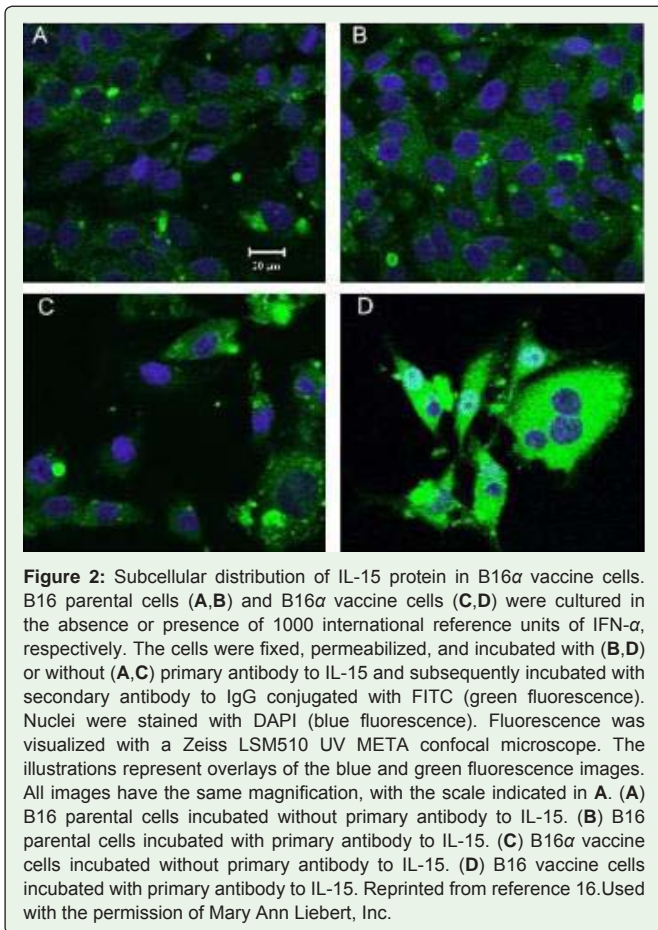 A
B
20 µm
C
D
Figure 2: Subcellular distribution of IL-15 protein in B16α vaccine cells.
B16 parental cells (A,B) and B16α vaccine cells (C,D) were cultured in
the absence or presence of 1000 international reference units of IFN-α,
respectively. The cells were fixed, permeabilized, and incubated with (B,D)
or without (A,C) primary antibody to IL-15 and subsequently incubated with
secondary antibody to IgG conjugated with FITC (green fluorescence).
Nuclei were stained with DAPI (blue fluorescence). Fluorescence was
visualized with a Zeiss LSM510 UV META confocal microscope. The
illustrations represent overlays of the blue and green fluorescence images.
All images have the same magnification, with the scale indicated in A. (A)
B16 parental cells incubated without primary antibody to IL-15. (B) B16
parental cells incubated with primary antibody to IL-15. (C) B16α vaccine
cells incubated without primary antibody to IL-15. (D) B16 vaccine cells
incubated with primary antibody to IL-15. Reprinted from reference 16.Used
with the permission of Mary Ann Liebert, Inc.